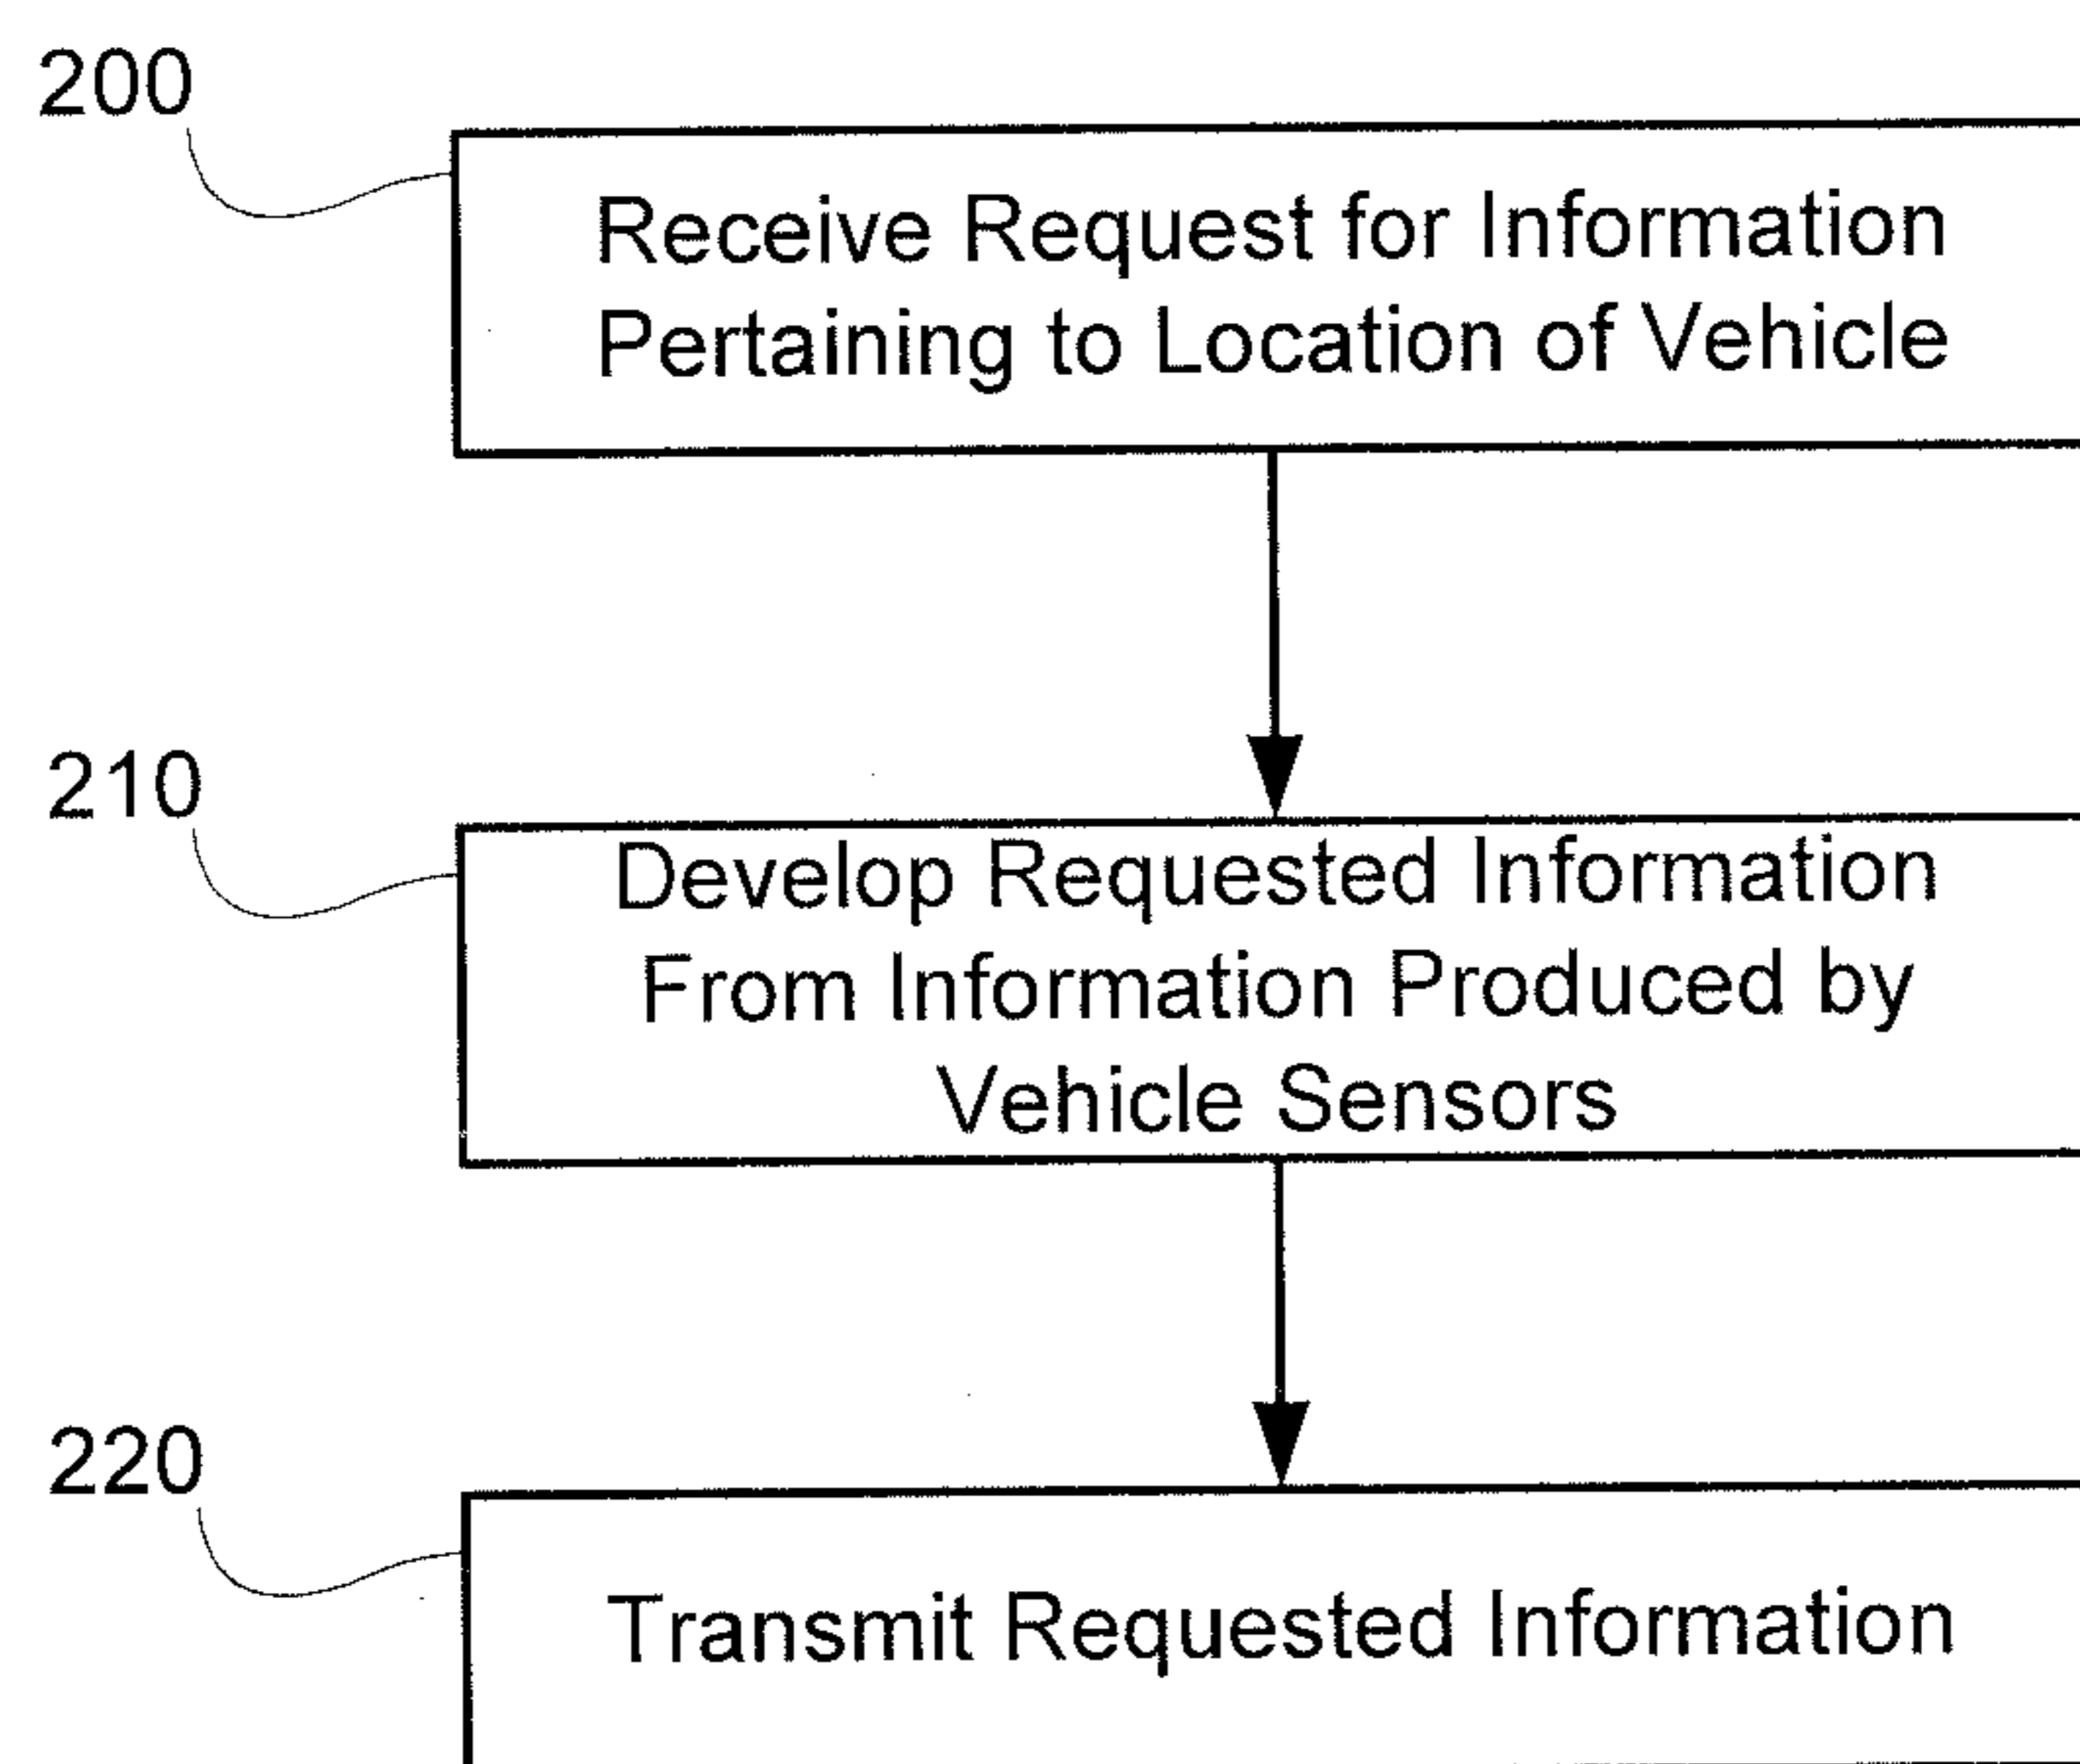 200
Receive Request for Information
Pertaining to Location of Vehicle
210
Develop Requested Information
From Information Produced by
Vehicle Sensors
220
Transmit Requested Information